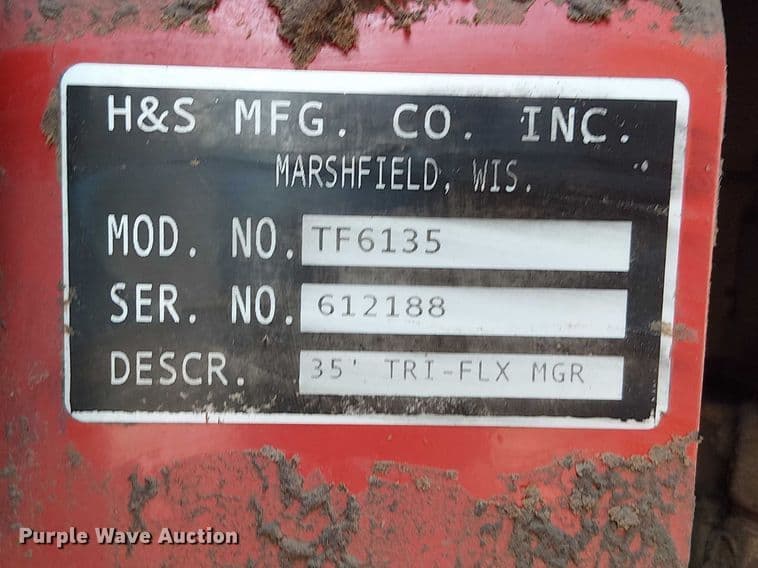 H&S MFG. CO. INC.
MARSHFIELD, WIS.
MOD. NO. TF6135
SER. NO. 612188
DESCR. 35' TRI-FLX MGR
Purple Wave Auction